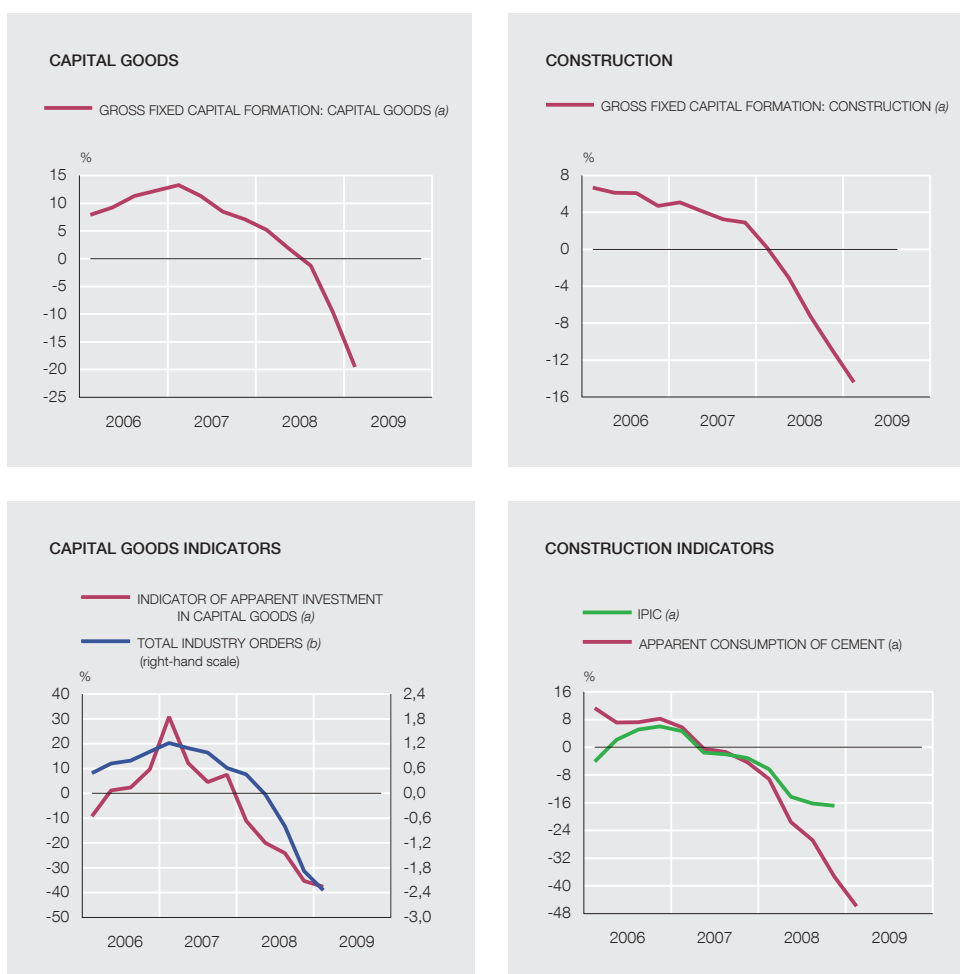 CAPITAL GOODS
GROSS FIXED CAPITAL FORMATION: CAPITAL GOODS (a)
%
15
10
5
0
-5
-10
-15
-20
-25
2006 2007 2008 2009
CONSTRUCTION
GROSS FIXED CAPITAL FORMATION: CONSTRUCTION (a)
%
8
4
0
-4
-8
-12
-16
2006 2007 2008 2009
CAPITAL GOODS INDICATORS
INDICATOR OF APPARENT INVESTMENT
IN CAPITAL GOODS (a)
TOTAL INDUSTRY ORDERS (b)
(right-hand scale)
%
40 2,4
30 1,8
20 1,2
10 0,6
0 0,0
-10 -0,6
-20 -1,2
-30 -1,8
-40 -2,4
-50 -3,0
2006 2007 2008 2009
CONSTRUCTION INDICATORS
IPIC (a)
APPARENT CONSUMPTION OF CEMENT (a)
%
16
8
0
-8
-16
-24
-32
-40
-48
2006 2007 2008 2009